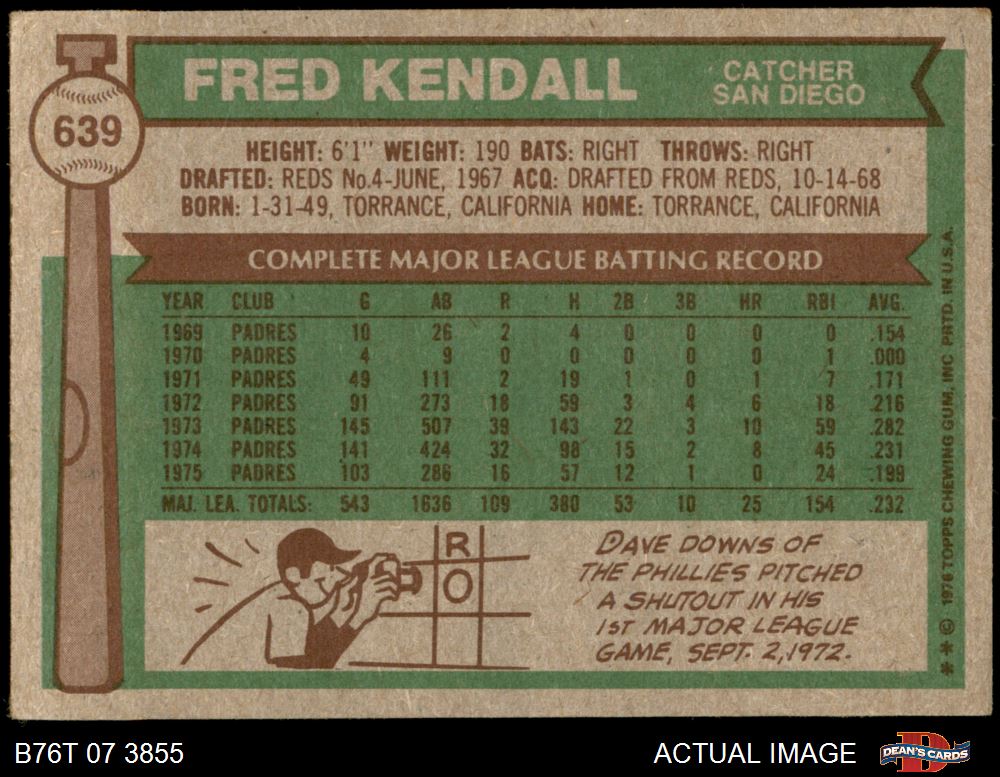 639
FRED KENDALL
CATCHER
SAN DIEGO
HEIGHT: 6'1" WEIGHT: 190 BATS: RIGHT THROWS: RIGHT
DRAFTED: REDS No.4-JUNE, 1967 ACQ: DRAFTED FROM REDS, 10-14-68
BORN: 1-31-49, TORRANCE, CALIFORNIA HOME: TORRANCE, CALIFORNIA
COMPLETE MAJOR LEAGUE BATTING RECORD
YEAR CLUB G AB R H 2B 3B HR RBI AVG.
1969 PADRES 10 26 2 4 0 0 0 0 .154
1970 PADRES 4 9 0 0 0 0 0 1 .000
1971 PADRES 49 111 2 19 1 0 1 7 .171
1972 PADRES 91 273 18 59 3 4 6 18 .216
1973 PADRES 145 507 39 143 22 3 10 59 .282
1974 PADRES 141 424 32 98 15 2 8 45 .231
1975 PADRES 103 286 16 57 12 1 0 24 .199
MAJ. LEA. TOTALS: 543 1636 109 380 53 10 25 154 .232
R
O
DAVE DOWNS OF
THE PHILLIES PITCHED
A SHUTOUT IN HIS
1ST MAJOR LEAGUE
GAME, SEPT. 2, 1972.
** © 1976 TOPPS CHEWING GUM, INC PRTD. IN U.S.A.
B76T 07 3855
ACTUAL IMAGE
D
DEAN'S CARDS